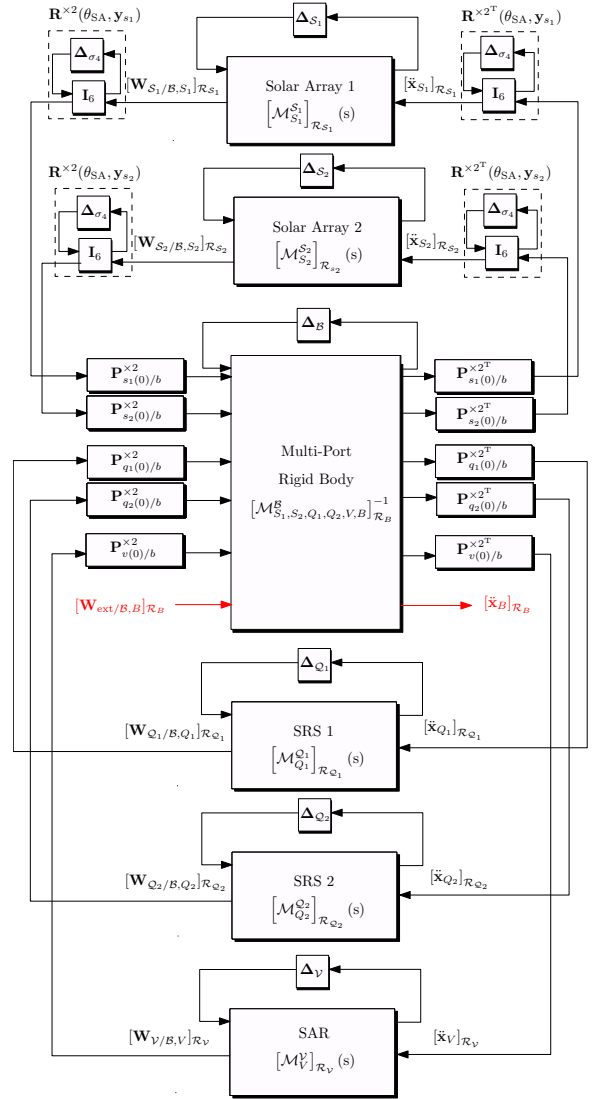 R^{×2}(θ_SA, y_{s_1})
Δ_{𝒮_1}
R^{×2^T}(θ_SA, y_{s_1})
Δ_{σ_4}
Δ_{σ_4}
I_6
[W_{𝒮_1/ℬ,S_1}]_{ℛ_{𝒮_1}}
Solar Array 1
[ẍ_{S_1}]_{ℛ_{𝒮_1}}
I_6
[ℳ^{𝒮_1}_{S_1}]_{ℛ_{𝒮_1}}(s)
R^{×2}(θ_SA, y_{s_2})
Δ_{𝒮_2}
R^{×2^T}(θ_SA, y_{s_2})
Δ_{σ_4}
Δ_{σ_4}
I_6
[W_{𝒮_2/ℬ,S_2}]_{ℛ_{𝒮_2}}
Solar Array 2
[ẍ_{S_2}]_{ℛ_{𝒮_2}}
I_6
[ℳ^{𝒮_2}_{S_2}]_{ℛ_{s_2}}(s)
Δ_ℬ
P^{×2}_{s_1(0)/b}
P^{×2^T}_{s_1(0)/b}
P^{×2}_{s_2(0)/b}
P^{×2^T}_{s_2(0)/b}
Multi-Port
P^{×2}_{q_1(0)/b}
P^{×2^T}_{q_1(0)/b}
Rigid Body
P^{×2}_{q_2(0)/b}
[ℳ^ℬ_{S_1,S_2,Q_1,Q_2,V,B}]^{-1}_{ℛ_B}
P^{×2^T}_{q_2(0)/b}
P^{×2}_{v(0)/b}
P^{×2^T}_{v(0)/b}
[W_{ext/ℬ,B}]_{ℛ_B}
[ẍ_B]_{ℛ_B}
Δ_{𝒬_1}
[W_{𝒬_1/ℬ,Q_1}]_{ℛ_{𝒬_1}}
SRS 1
[ẍ_{Q_1}]_{ℛ_{𝒬_1}}
[ℳ^{𝒬_1}_{Q_1}]_{ℛ_{𝒬_1}}(s)
Δ_{𝒬_2}
[W_{𝒬_2/ℬ,Q_2}]_{ℛ_{𝒬_2}}
SRS 2
[ẍ_{Q_2}]_{ℛ_{𝒬_2}}
[ℳ^{𝒬_2}_{Q_2}]_{ℛ_{𝒬_2}}(s)
Δ_𝒱
[W_{𝒱/ℬ,V}]_{ℛ_𝒱}
SAR
[ẍ_V]_{ℛ_𝒱}
[ℳ^𝒱_V]_{ℛ_𝒱}(s)